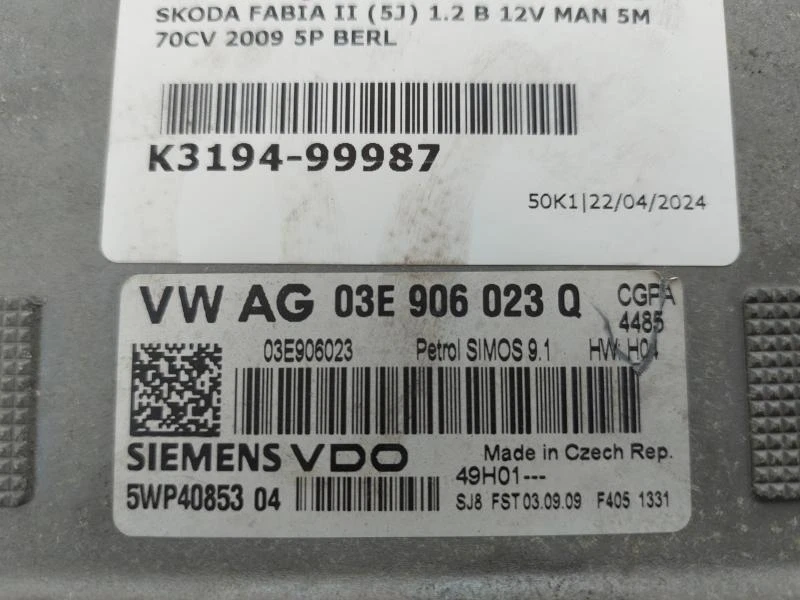 SKODA FABIA II (5J) 1.2 B 12V MAN 5M
70CV 2009 5P BERL
K3194-99987
50K1|22/04/2024
VW AG 03E 906 023 Q CGPA
4485
03E906023 Petrol SIMOS 9.1 HW: H04
SIEMENS VDO Made in Czech Rep.
49H01---
5WP40853 04 SJ8 FST 03.09.09 F405 1331